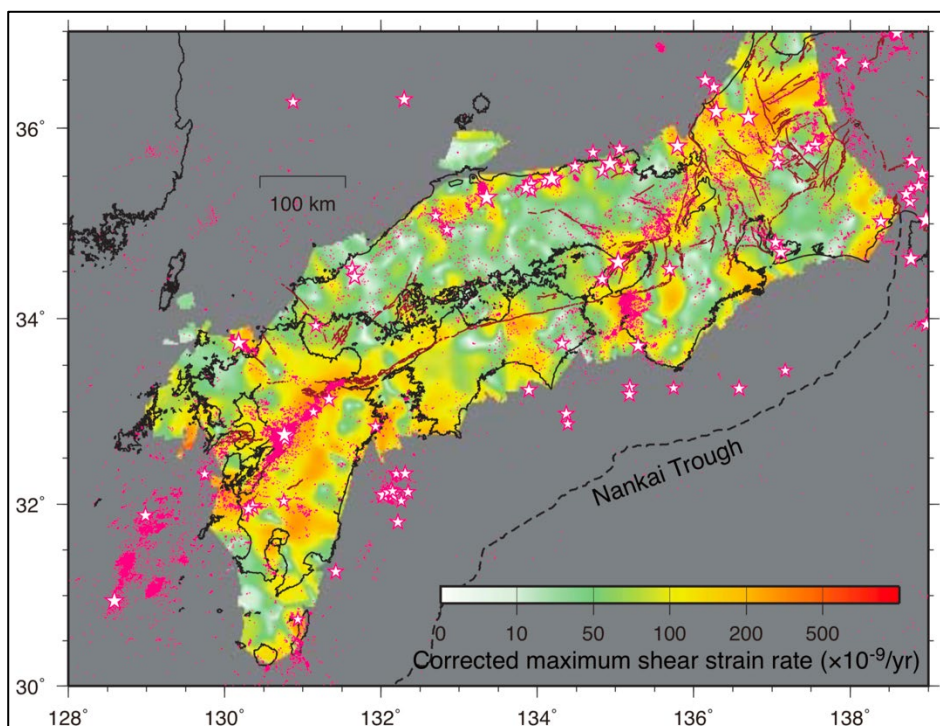 36°
34°
32°
30°
100 km
Nankai Trough
0 10 50 100 200 500
Corrected maximum shear strain rate (×10⁻⁹/yr)
128° 130° 132° 134° 136° 138°